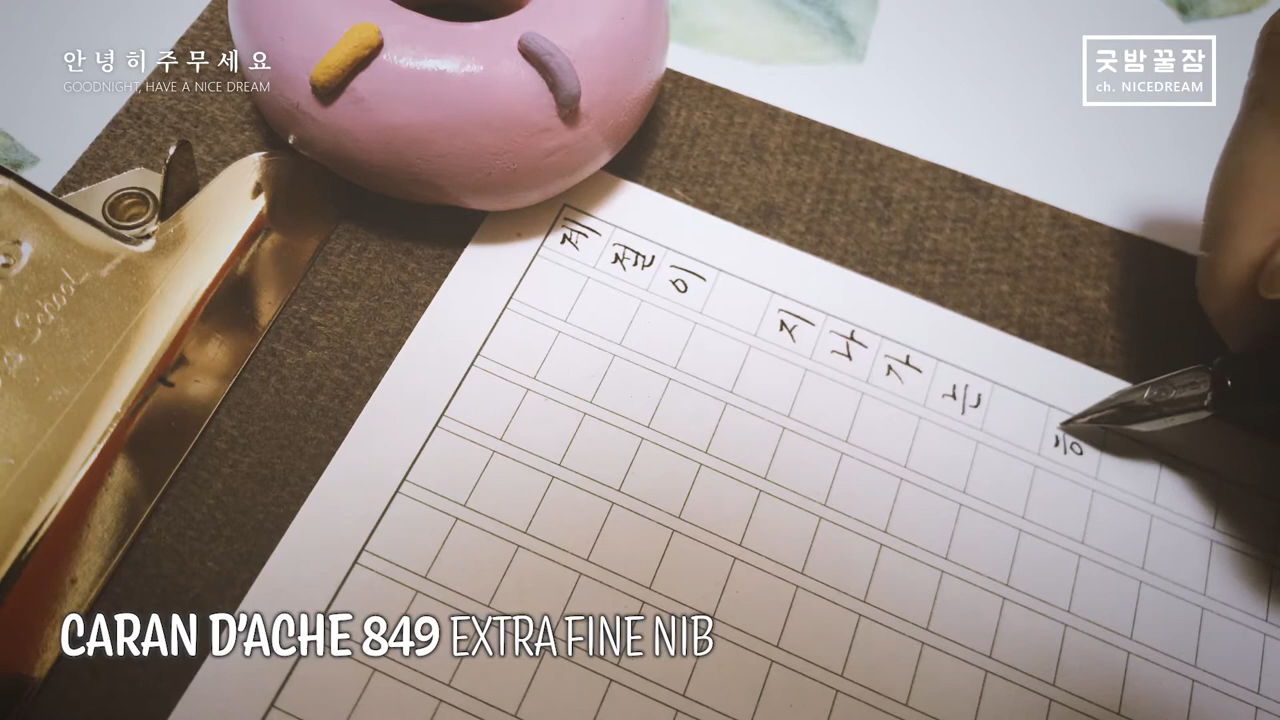 안녕히주무세요
GOODNIGHT, HAVE A NICE DREAM
굿밤꿀잠
ch. NICEDREAM
School
계절이 지나가는 ㅎ
CARAN D'ACHE 849 EXTRA FINE NIB